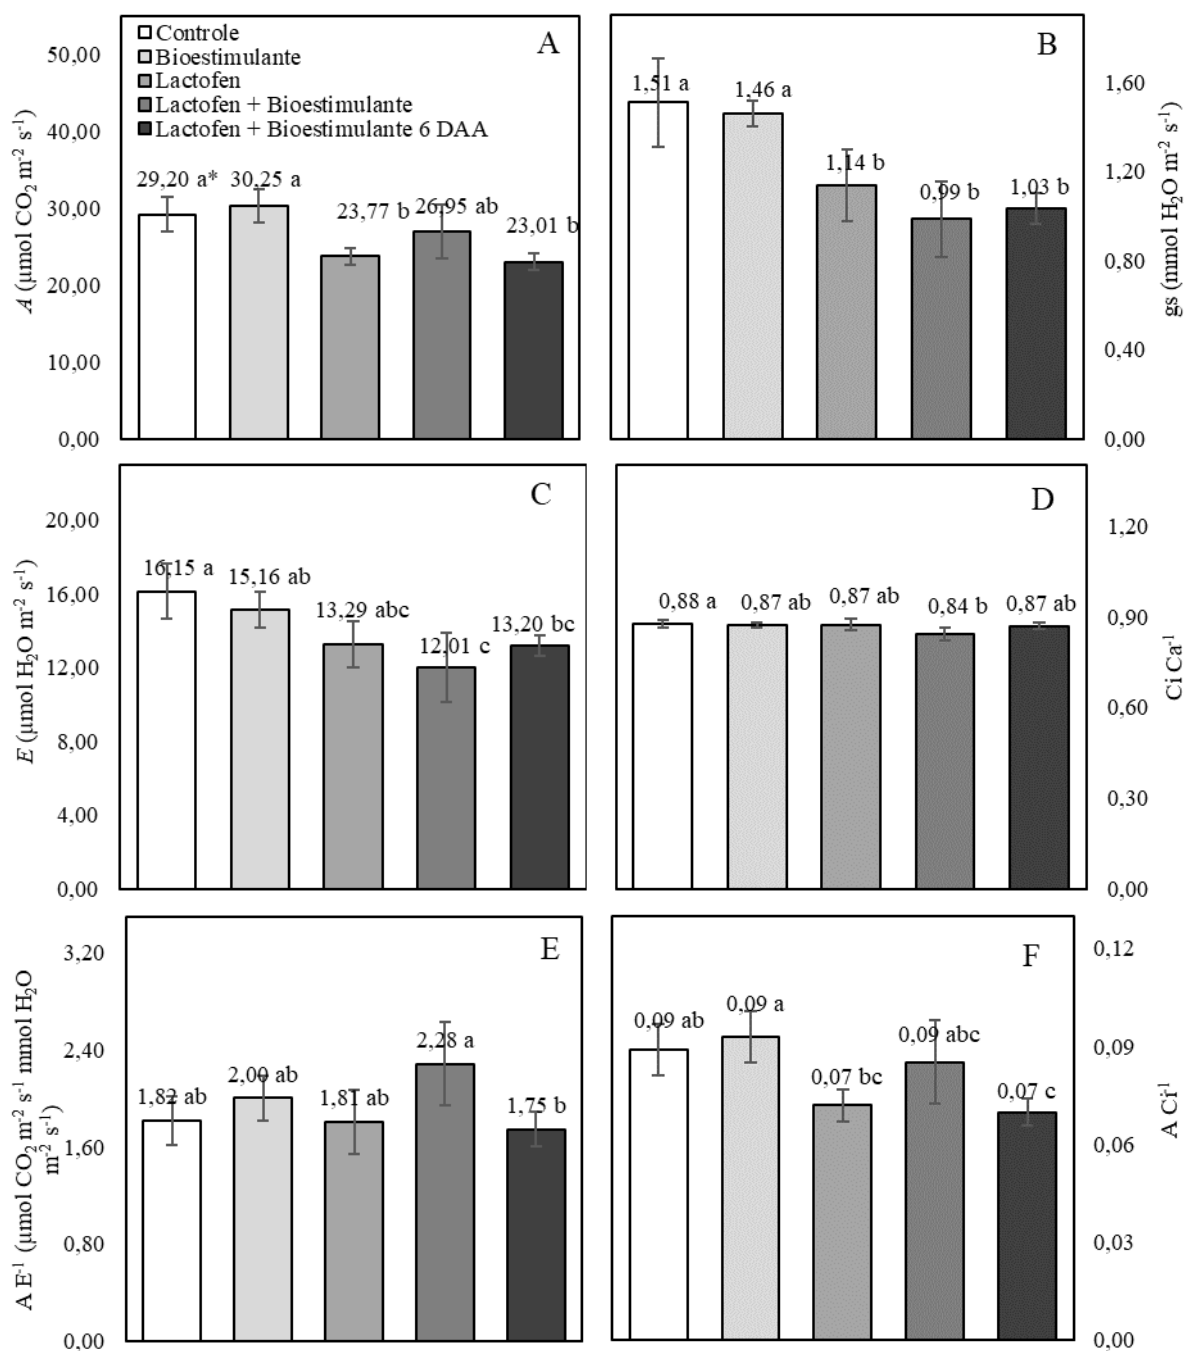 Controle
Bioestimulante
Lactofen
Lactofen + Bioestimulante
Lactofen + Bioestimulante 6 DAA
A
50,00
40,00
30,00
20,00
10,00
0,00
A (µmol CO₂ m⁻² s⁻¹)
29,20 a*
30,25 a
23,77 b
26,95 ab
23,01 b
B
1,51 a
1,46 a
1,14 b
0,99 b
1,03 b
1,60
1,20
0,80
0,40
0,00
gs (mmol H₂O m⁻² s⁻¹)
C
20,00
16,00
12,00
8,00
4,00
0,00
E (µmol H₂O m⁻² s⁻¹)
16,15 a
15,16 ab
13,29 abc
12,01 c
13,20 bc
D
0,88 a
0,87 ab
0,87 ab
0,84 b
0,87 ab
1,20
0,90
0,60
0,30
0,00
Ci Ca⁻¹
E
3,20
2,40
1,60
0,80
0,00
A E⁻¹ (µmol CO₂ m⁻² s⁻¹ mmol H₂O
m⁻² s⁻¹)
1,82 ab
2,00 ab
1,81 ab
2,28 a
1,75 b
F
0,09 ab
0,09 a
0,07 bc
0,09 abc
0,07 c
0,12
0,09
0,06
0,03
0,00
A Ci⁻¹